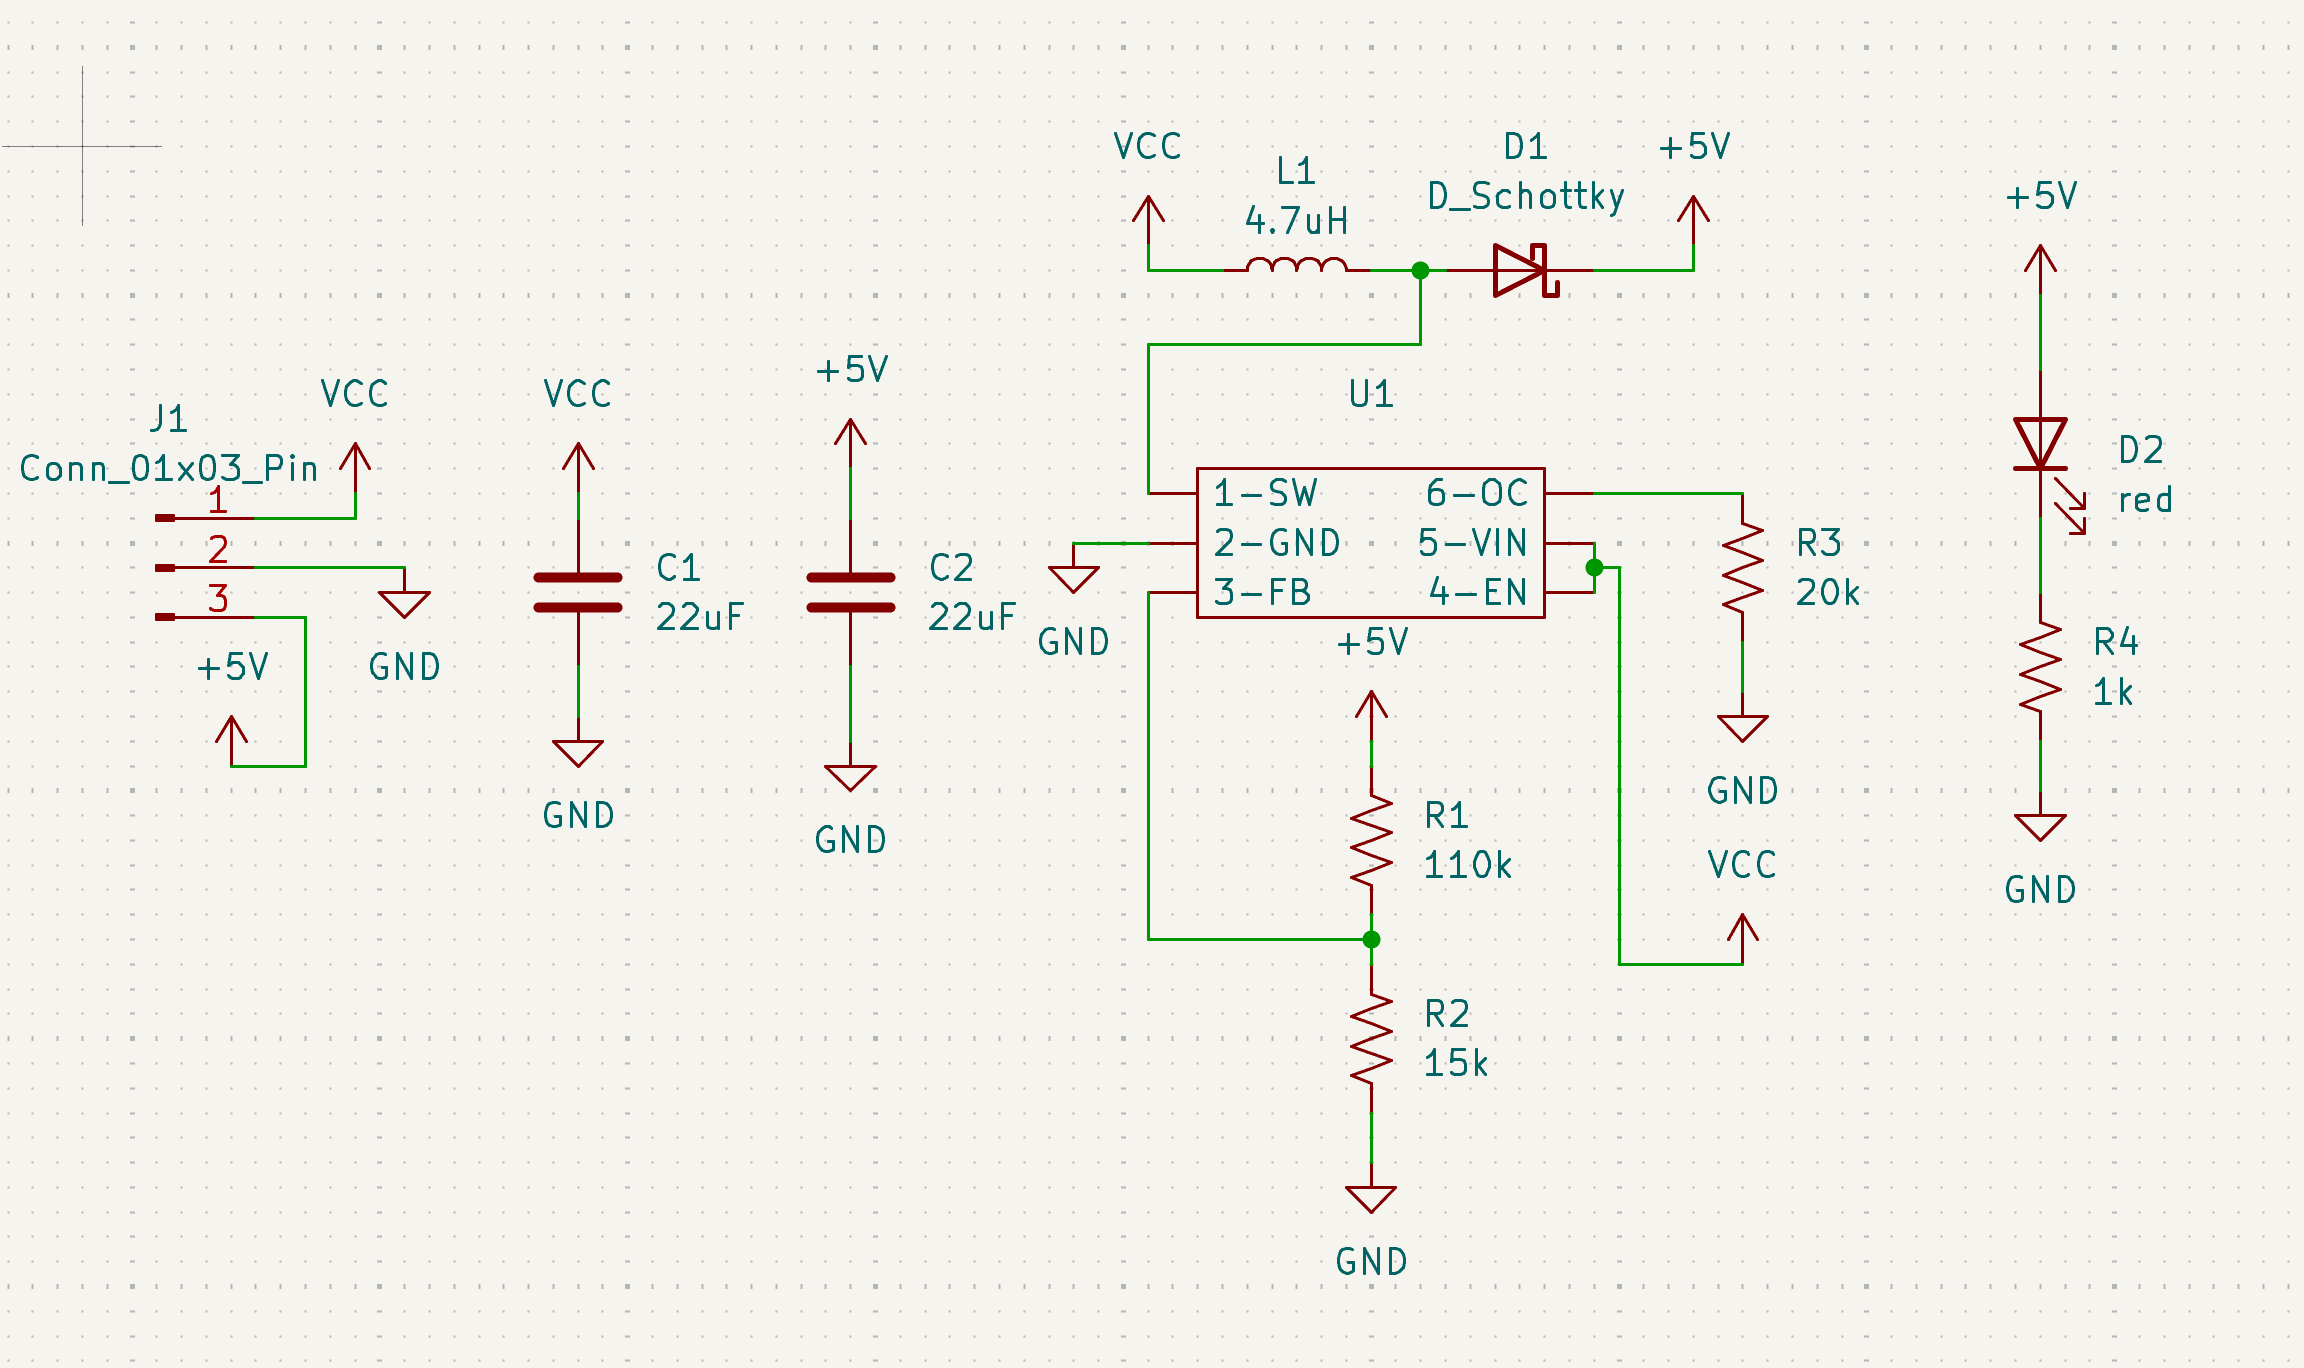 J1
Conn_01x03_Pin
1
2
3
VCC
GND
+5V
VCC
C1
22uF
GND
+5V
C2
22uF
GND
VCC
L1
4.7uH
D1
D_Schottky
+5V
U1
1-SW
2-GND
3-FB
6-OC
5-VIN
4-EN
GND
+5V
R1
110k
R2
15k
GND
R3
20k
GND
VCC
+5V
D2
red
R4
1k
GND